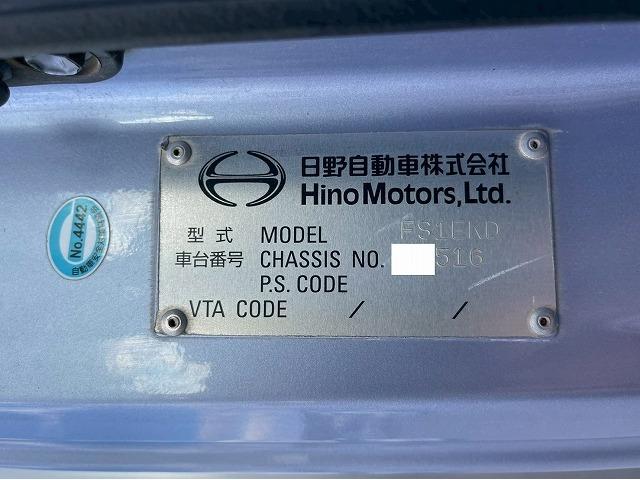 日野自動車株式会社
Hino Motors, Ltd.
型式 MODEL FS1EKD
車台番号 CHASSIS NO. 516
P.S. CODE
VTA CODE / /
No.4442